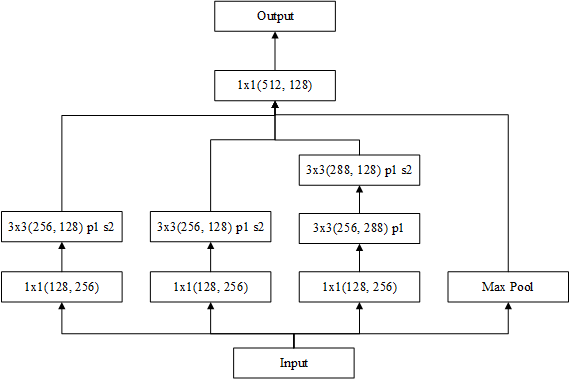 Output
1x1(512, 128)
3x3(288, 128) p1 s2
3x3(256, 128) p1 s2
3x3(256, 128) p1 s2
3x3(256, 288) p1
1x1(128, 256)
1x1(128, 256)
1x1(128, 256)
Max Pool
Input